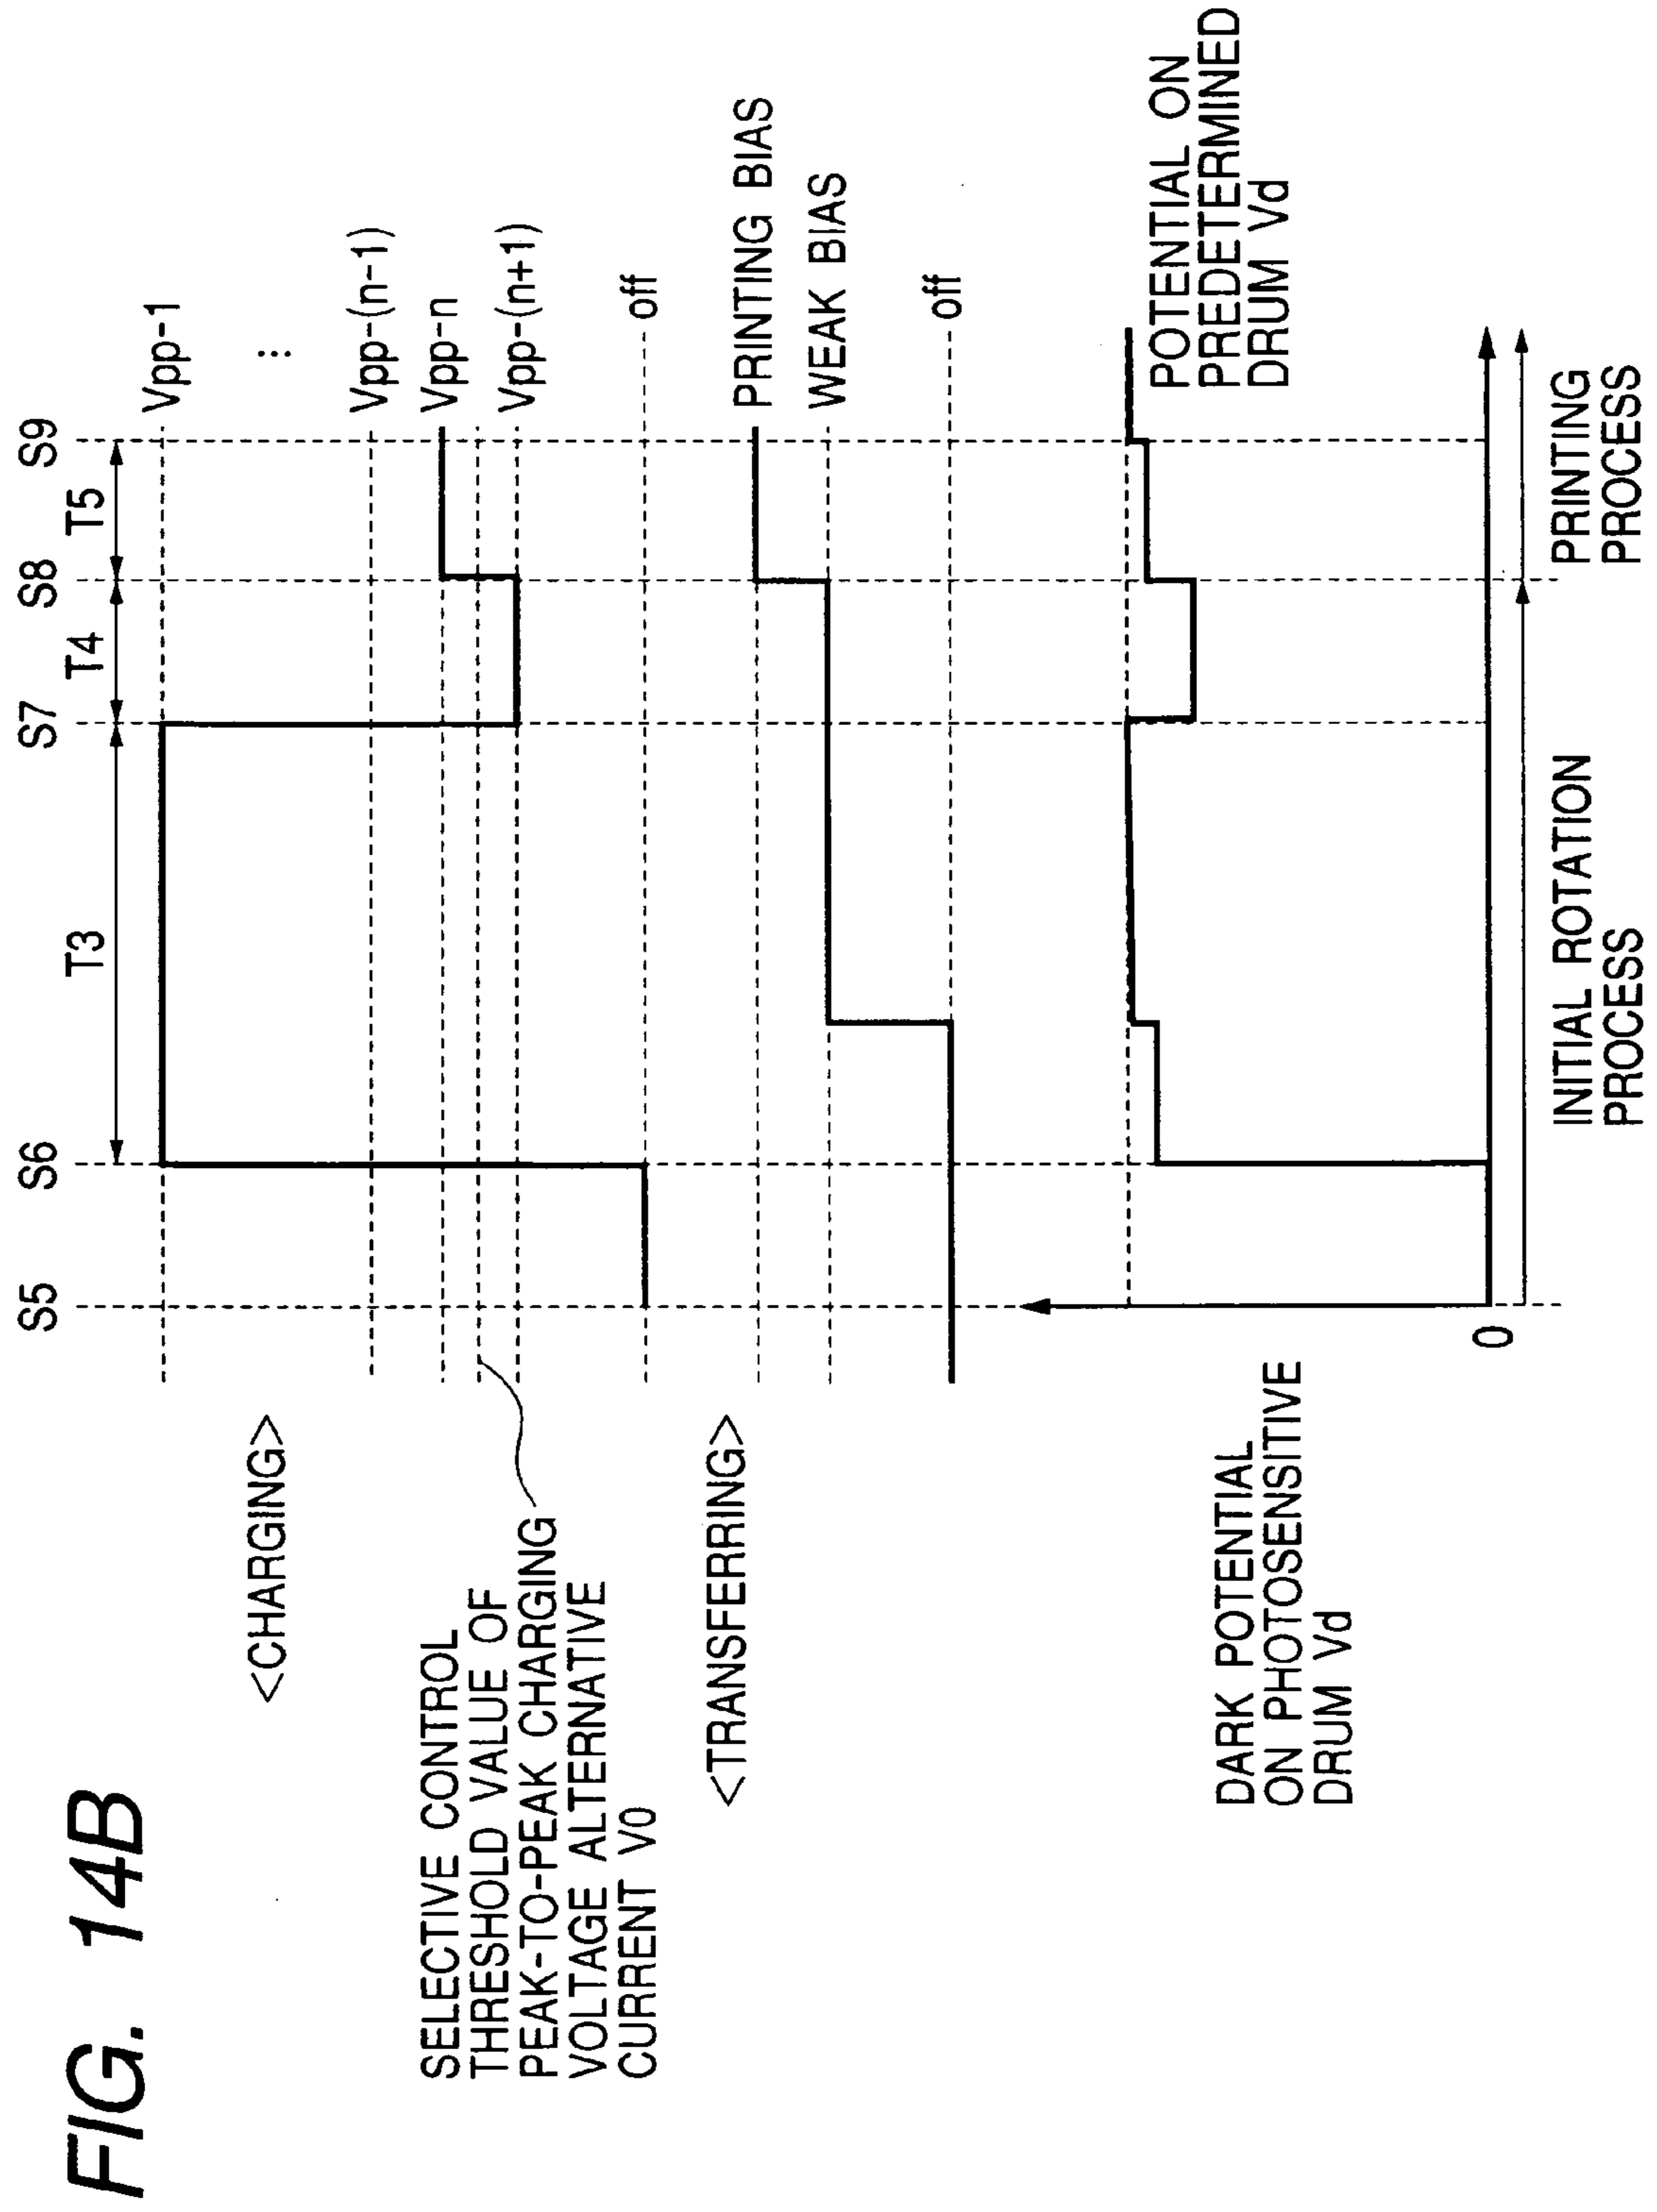 FIG. 14B
S5
S6
S7
S8
S9
T3
T4
T5
<CHARGING>
Vpp-1
⋮
Vpp-(n-1)
Vpp-n
Vpp-(n+1)
off
SELECTIVE CONTROL
THRESHOLD VALUE OF
PEAK-TO-PEAK CHARGING
VOLTAGE ALTERNATIVE
CURRENT V0
<TRANSFERRING>
PRINTING BIAS
WEAK BIAS
off
DARK POTENTIAL
ON PHOTOSENSITIVE
DRUM Vd
POTENTIAL ON
PREDETERMINED
DRUM Vd
0
INITIAL ROTATION
PROCESS
PRINTING
PROCESS